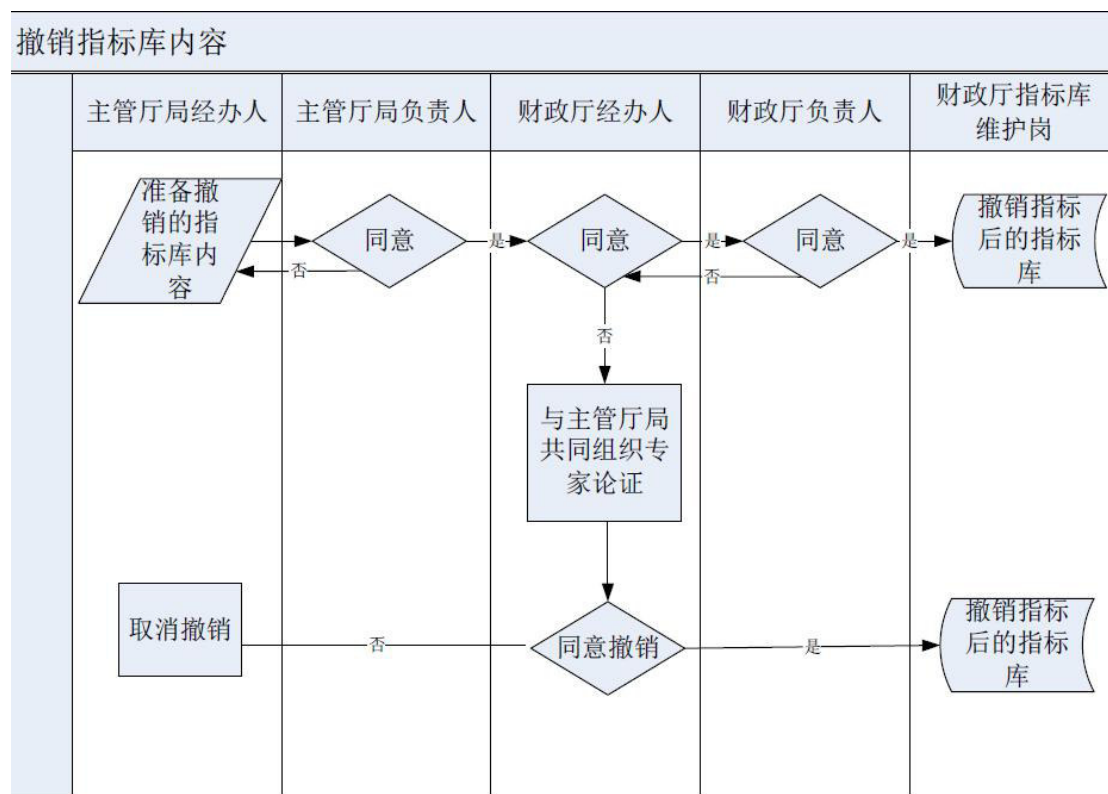 撤销指标库内容
主管厅局经办人
主管厅局负责人
财政厅经办人
财政厅负责人
财政厅指标库
维护岗
准备撤
销的指
标库内
容
同意
是
同意
是
同意
是
撤销指标
后的指标
库
否
否
否
与主管厅局
共同组织专
家论证
取消撤销
否
同意撤销
是
撤销指标
后的指标
库